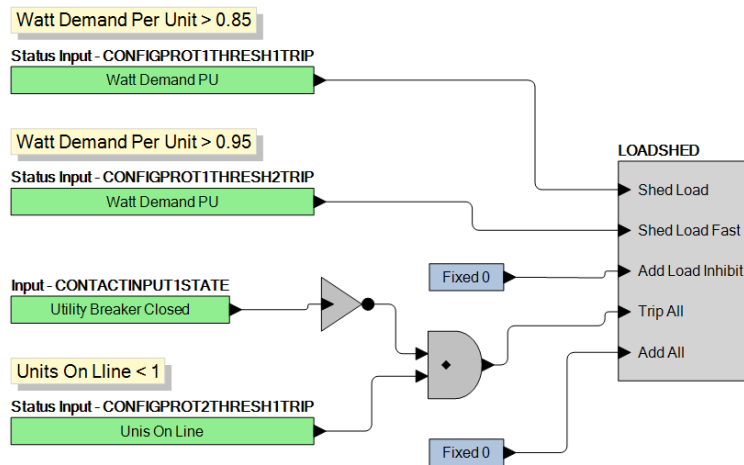 Watt Demand Per Unit > 0.85
Status Input - CONFIGPROT1THRESH1TRIP
Watt Demand PU
Watt Demand Per Unit > 0.95
Status Input - CONFIGPROT1THRESH2TRIP
Watt Demand PU
LOADSHED
Shed Load
Shed Load Fast
Add Load Inhibit
Trip All
Add All
Fixed 0
Input - CONTACTINPUT1STATE
Utility Breaker Closed
Units On Lline < 1
Status Input - CONFIGPROT2THRESH1TRIP
Unis On Line
Fixed 0